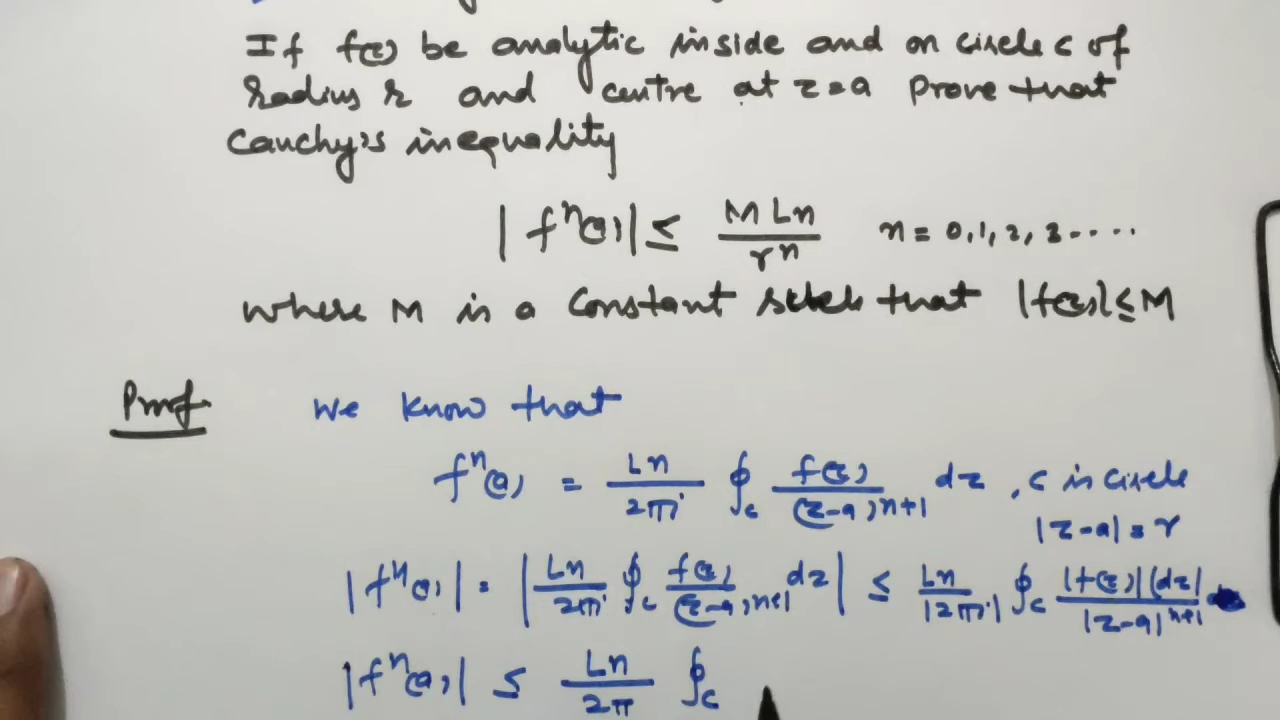 If f(z) be analytic inside and on circle c of
radius r and centre at z=a prove that
Cauchy's inequality
|fⁿ(a)| ≤ M Ln / rⁿ n = 0,1,2,3.....
where M is a constant such that |f(z)| ≤ M
Proof we know that
fⁿ(a) = Ln / 2πi ∮c f(z) / (z-a)ⁿ⁺¹ dz , c is circle
|z-a| = r
|fⁿ(a)| = | Ln / 2πi ∮c f(z) / (z-a)ⁿ⁺¹ dz | ≤ Ln / |2πi| ∮c |f(z)| |dz| / |z-a|ⁿ⁺¹
|fⁿ(a)| ≤ Ln / 2π ∮c